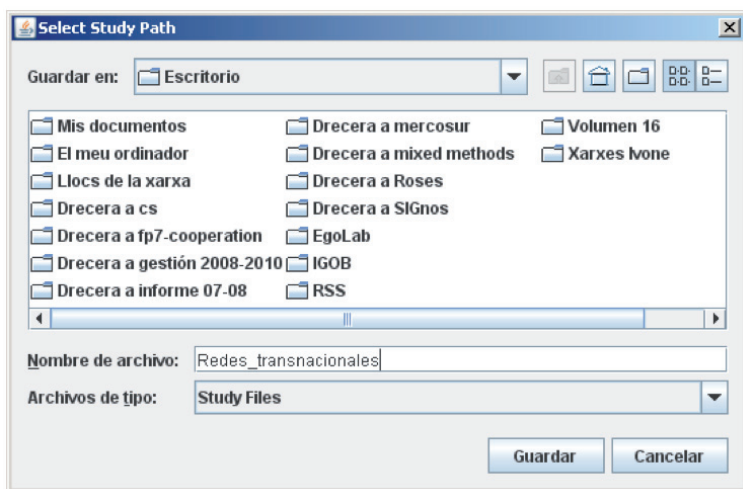 Select Study Path
Guardar en: Escritorio
Mis documentos
El meu ordinador
Llocs de la xarxa
Drecera a cs
Drecera a fp7-cooperation
Drecera a gestión 2008-2010
Drecera a informe 07-08
Drecera a mercosur
Drecera a mixed methods
Drecera a Roses
Drecera a SIGnos
EgoLab
IGOB
RSS
Volumen 16
Xarxes Ivone
Nombre de archivo: Redes_transnacionales
Archivos de tipo: Study Files
Guardar Cancelar